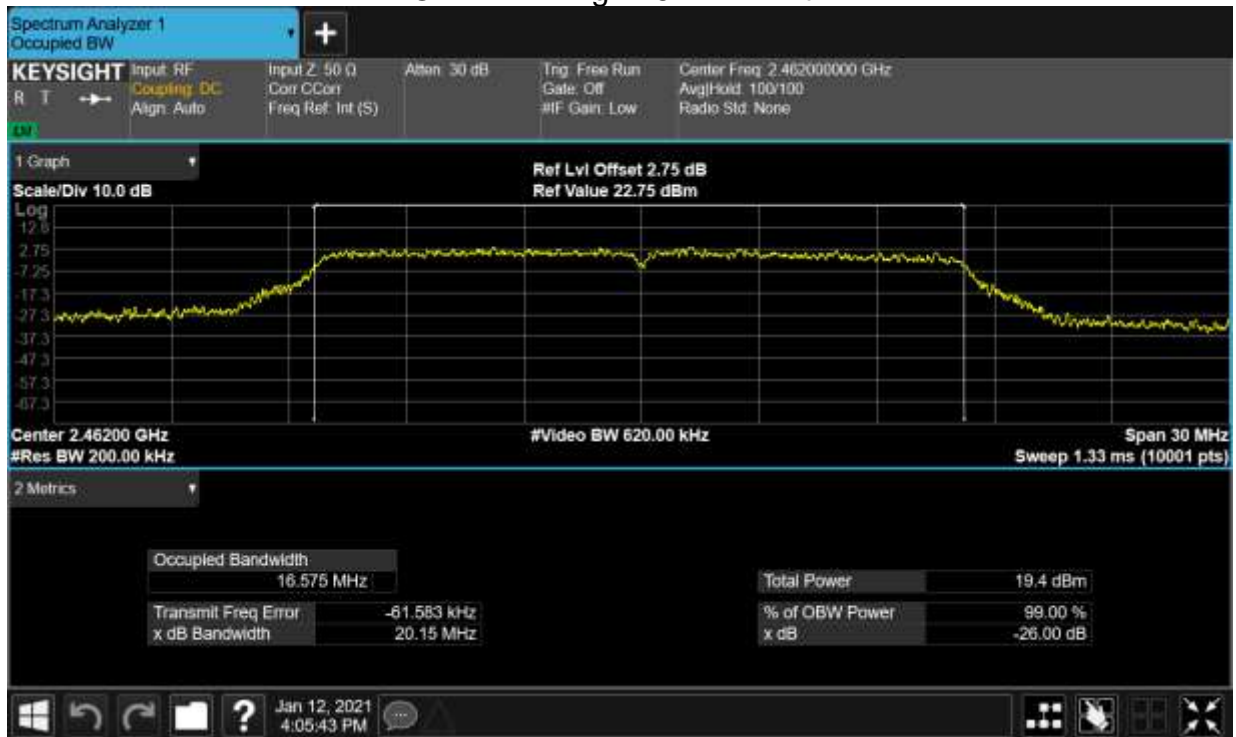 Spectrum Analyzer 1
Occupied BW
+
KEYSIGHT
R T
Input: RF
Coupling: DC
Align: Auto
Input Z: 50 Ω
Corr CCorr
Freq Ref: Int (S)
Atten: 30 dB
Trig: Free Run
Gate: Off
#IF Gain: Low
Center Freq: 2.462000000 GHz
Avg|Hold: 100/100
Radio Std: None
1 Graph
Scale/Div 10.0 dB
Ref Lvl Offset 2.75 dB
Ref Value 22.75 dBm
Log
12.8
2.75
-7.25
-17.3
-27.3
-37.3
-47.3
-57.3
-67.3
Center 2.46200 GHz
#Res BW 200.00 kHz
#Video BW 620.00 kHz
Span 30 MHz
Sweep 1.33 ms (10001 pts)
2 Metrics
Occupied Bandwidth
16.575 MHz
Transmit Freq Error -61.583 kHz
x dB Bandwidth 20.15 MHz
Total Power 19.4 dBm
% of OBW Power 99.00 %
x dB -26.00 dB
?
Jan 12, 2021
4:05:43 PM